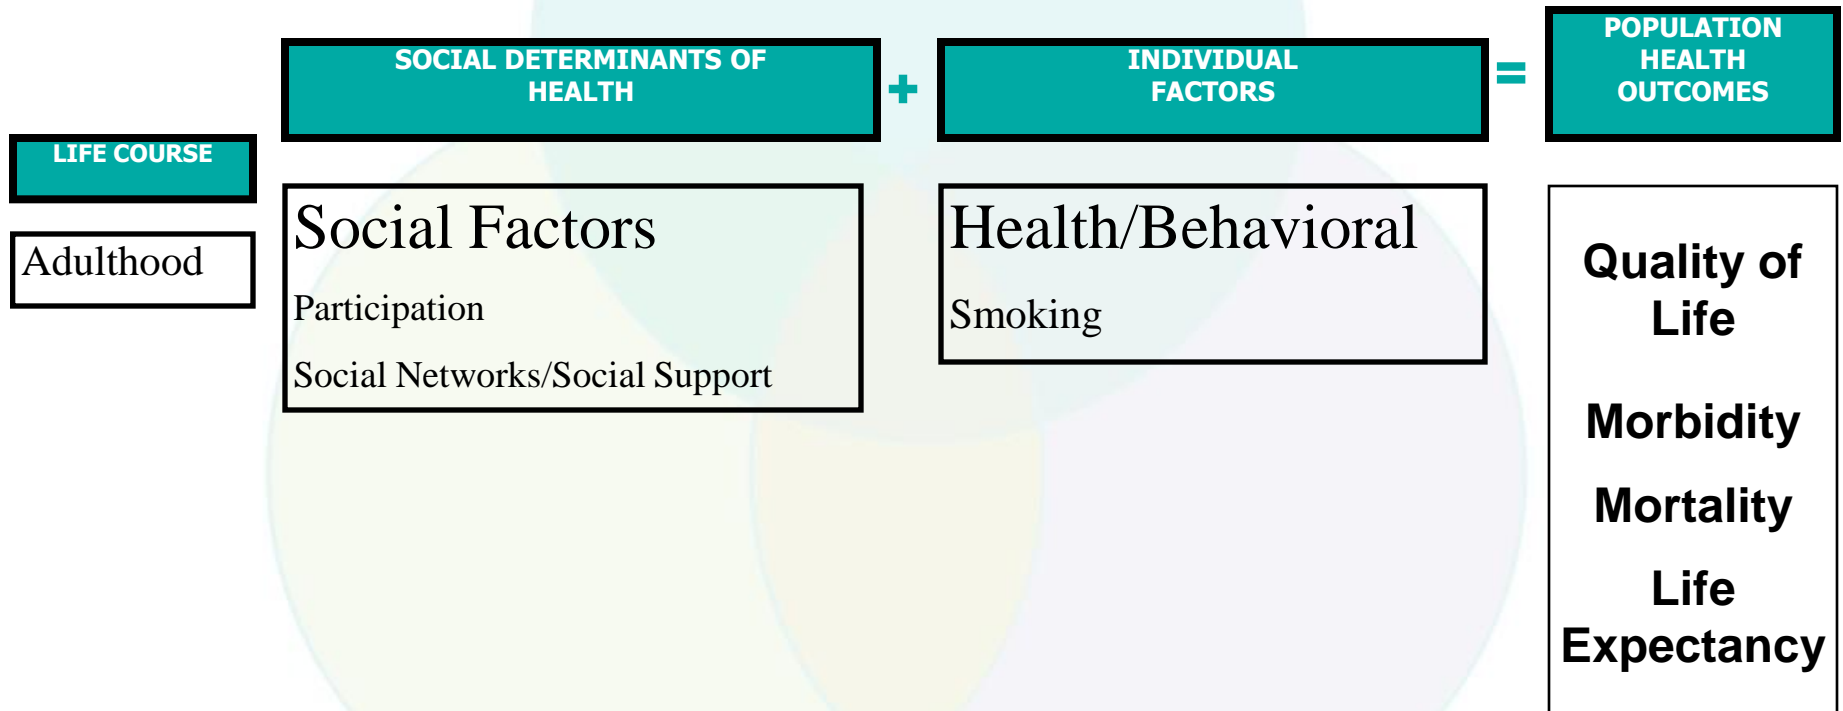 LIFE COURSE
Adulthood
SOCIAL DETERMINANTS OF
HEALTH
+
INDIVIDUAL
FACTORS
=
POPULATION
HEALTH
OUTCOMES
Social Factors
Participation
Social Networks/Social Support
Health/Behavioral
Smoking
Quality of
Life
Morbidity
Mortality
Life
Expectancy